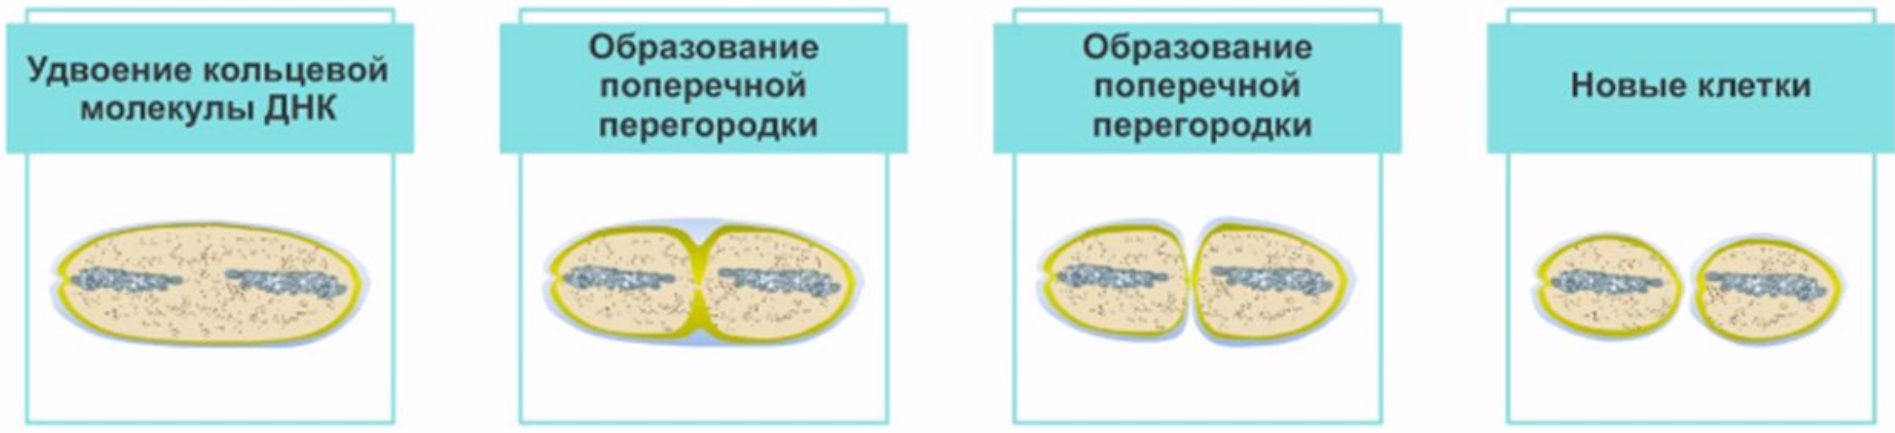 Удвоение кольцевой
молекулы ДНК
Образование
поперечной
перегородки
Образование
поперечной
перегородки
Новые клетки